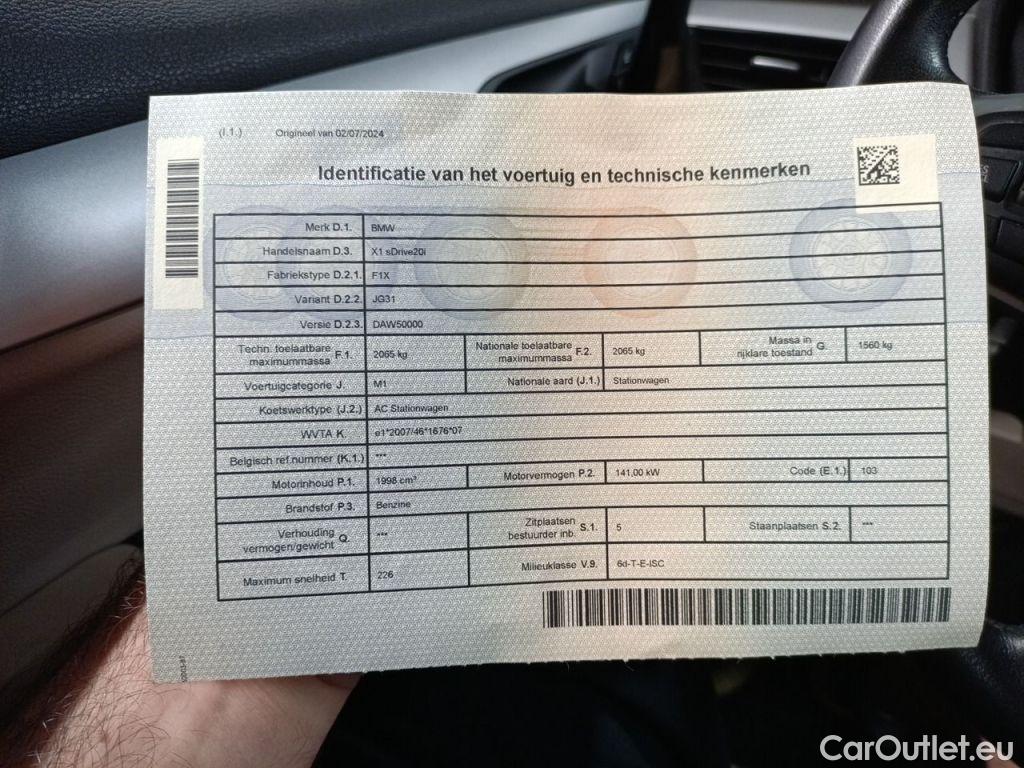 (I.1.) Origineel van 02/07/2024
Identificatie van het voertuig en technische kenmerken
Merk D.1. BMW
Handelsnaam D.3. X1 sDrive20i
Fabriekstype D.2.1. F1X
Variant D.2.2. JG31
Versie D.2.3. DAW50000
Techn. toelaatbare maximummassa F.1. 2065 kg Nationale toelaatbare maximummassa F.2. 2065 kg Massa in rijklare toestand G. 1560 kg
Voertuigcategorie J. M1 Nationale aard (J.1.) Stationwagen
Koetswerktype (J.2.) AC Stationwagen
WVTA K. e1*2007/46*1676*07
Belgisch ref.nummer (K.1.) ***
Motorinhoud P.1. 1998 cm³ Motorvermogen P.2. 141,00 kW Code (E.1.) 103
Brandstof P.3. Benzine
Verhouding vermogen/gewicht Q. *** Zitplaatsen bestuurder inb. S.1. 5 Staanplaatsen S.2. ***
Maximum snelheid T. 226 Milieuklasse V.9. 6d-T-E-ISC
CarOutlet.eu